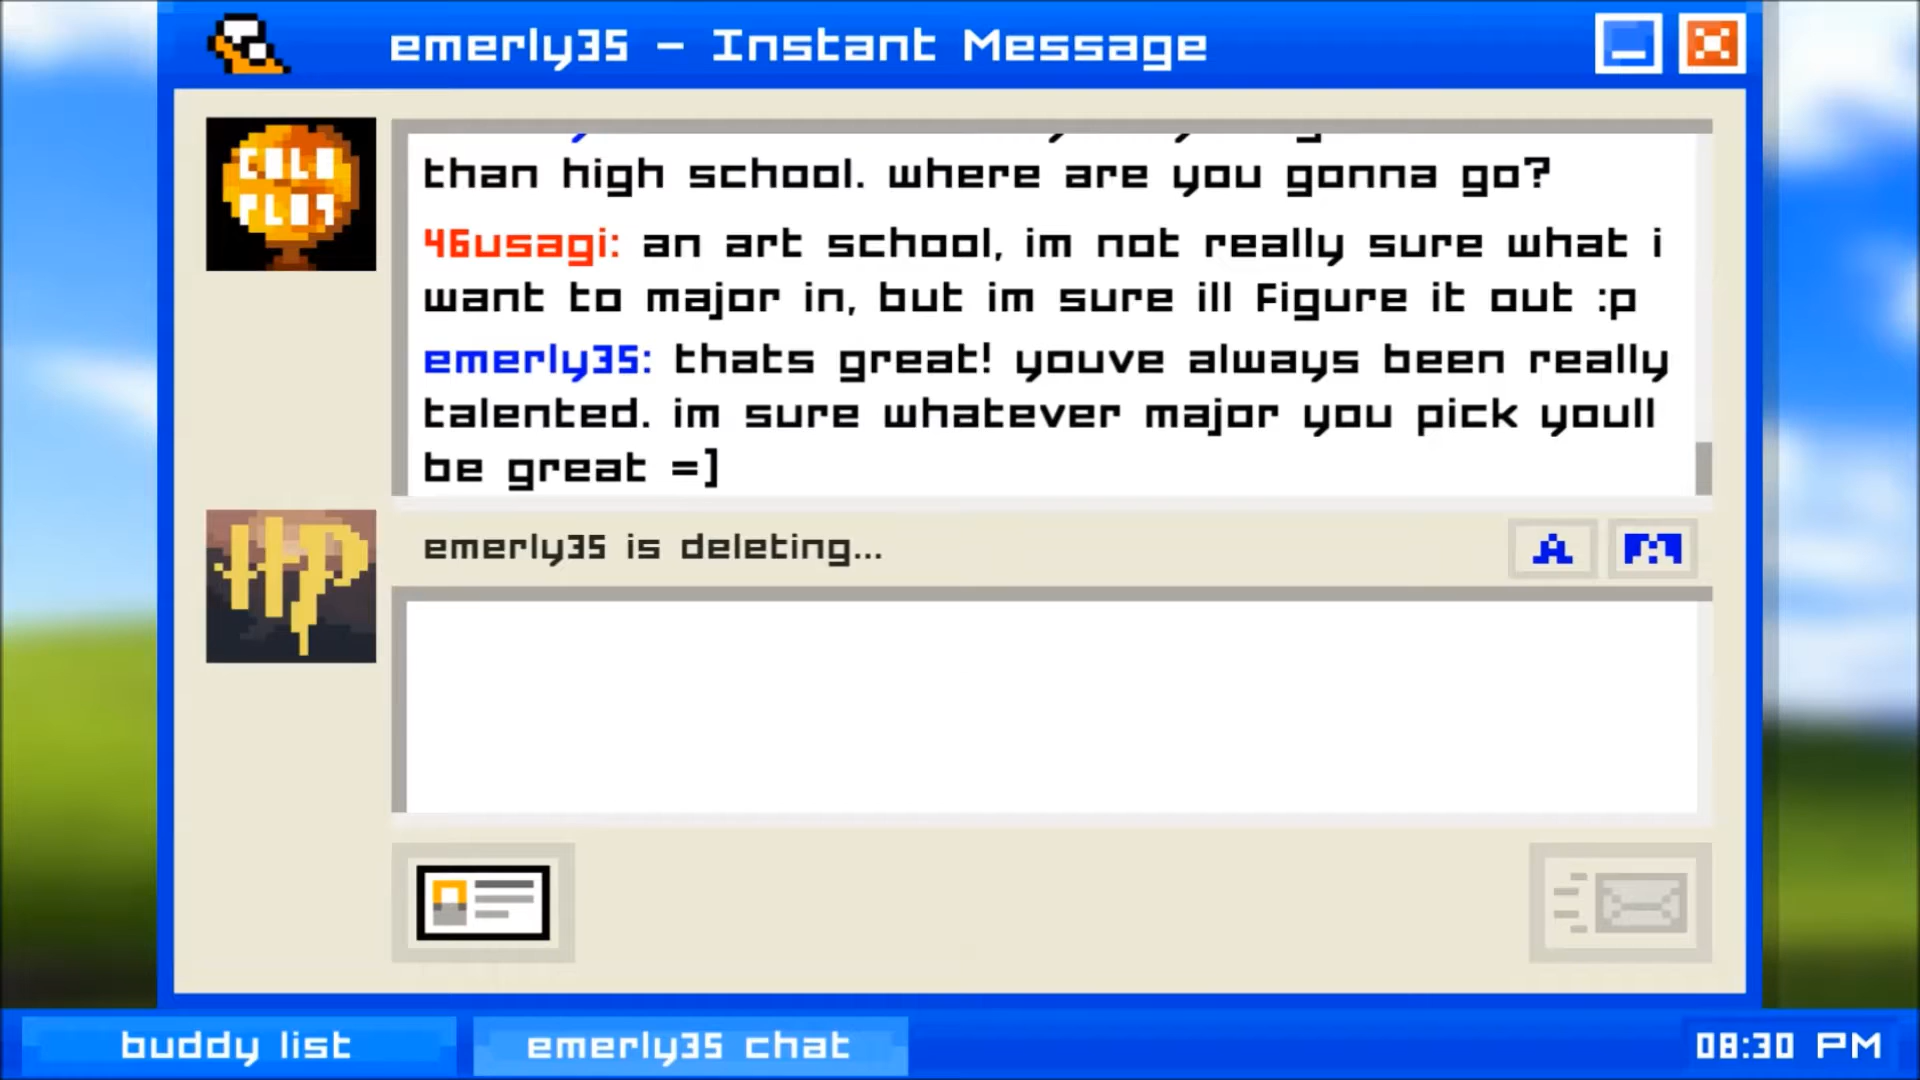 emerly35 – Instant Message
COLD
PLAY
than high school. where are you gonna go?
46usagi: an art school, im not really sure what i
want to major in, but im sure ill Figure it out :p
emerly35: thats great! youve always been really
talented. im sure whatever major you pick youll
be great =]
HP
emerly35 is deleting...
A
buddy list
emerly35 chat
08:30 PM